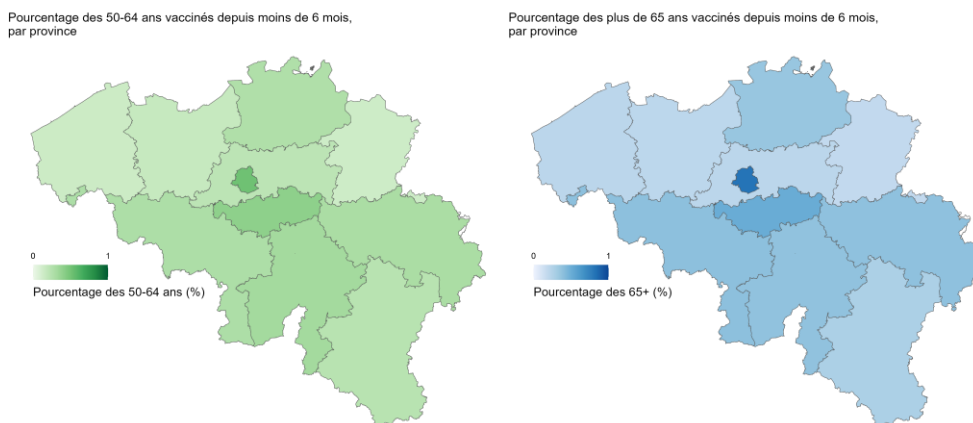 Pourcentage des 50-64 ans vaccinés depuis moins de 6 mois,
par province
0 1
Pourcentage des 50-64 ans (%)
Pourcentage des plus de 65 ans vaccinés depuis moins de 6 mois,
par province
0 1
Pourcentage des 65+ (%)